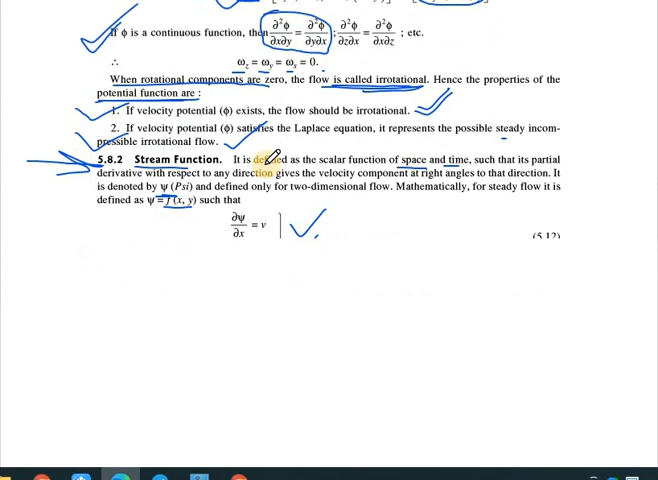 If ϕ is a continuous function, then ∂²ϕ/∂x∂y = ∂²ϕ/∂y∂x ; ∂²ϕ/∂z∂x = ∂²ϕ/∂x∂z ; etc.
∴ ω_z = ω_y = ω_x = 0.
When rotational components are zero, the flow is called irrotational. Hence the properties of the
potential function are :
1. If velocity potential (ϕ) exists, the flow should be irrotational.
2. If velocity potential (ϕ) satisfies the Laplace equation, it represents the possible steady incom-
pressible irrotational flow.
5.8.2 Stream Function. It is defined as the scalar function of space and time, such that its partial
derivative with respect to any direction gives the velocity component at right angles to that direction. It
is denoted by ψ (Psi) and defined only for two-dimensional flow. Mathematically, for steady flow it is
defined as ψ = f (x, y) such that
∂ψ/∂x = v